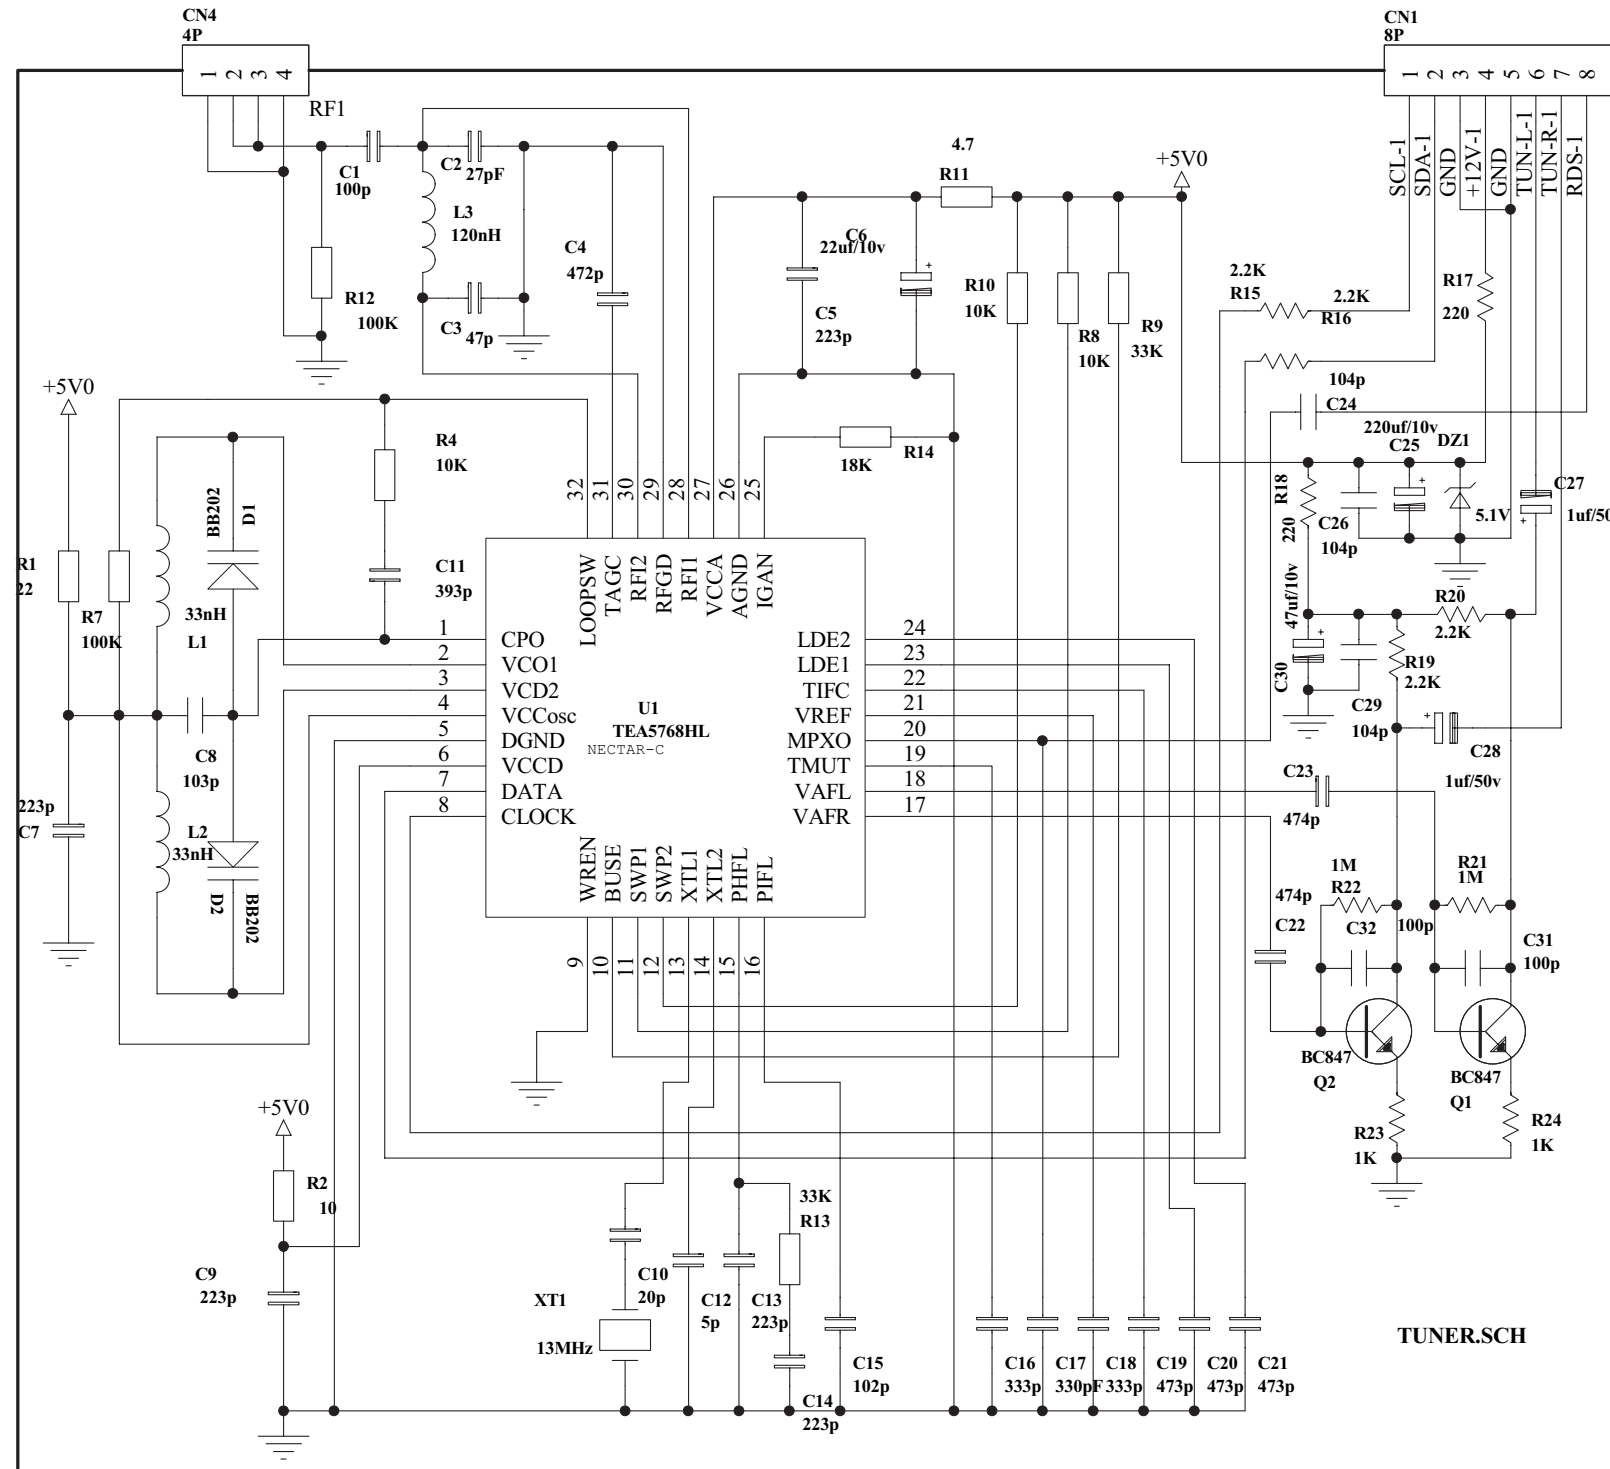 CN4
4P
1 2 3 4
RF1
CN1
8P
1 2 3 4 5 6 7 8
SCL-1
SDA-1
GND
+12V-1
GND
TUN-L-1
TUN-R-1
RDS-1
C1
100p
C2
27pF
L3
120nH
C3
47p
R12
100K
C4
472p
4.7
R11
+5V0
C6
22uf/10v
C5
223p
R10
10K
R8
10K
R9
33K
2.2K
R15
2.2K
R16
R17
220
104p
C24
220uf/10v
C25
DZ1
5.1V
R18
220
C26
104p
C27
1uf/50
+5V0
R4
10K
18K
R14
BB202
D1
R1
22
R7
100K
33nH
L1
C11
393p
32 31 30 29 28 27 26 25
LOOPSW
TAGC
RFI2
RFGD
RFI1
VCCA
AGND
IGAN
1 CPO
2 VCO1
3 VCD2
4 VCCosc
5 DGND
6 VCCD
7 DATA
8 CLOCK
U1
TEA5768HL
NECTAR-C
LDE2 24
LDE1 23
TIFC 22
VREF 21
MPXO 20
TMUT 19
VAFL 18
VAFR 17
WREN
BUSE
SWP1
SWP2
XTL1
XTL2
PHFL
PIFL
9 10 11 12 13 14 15 16
C8
103p
223p
C7
L2
33nH
D2
BB202
47uf/10v
C30
R20
2.2K
R19
2.2K
C29
104p
C28
1uf/50v
C23
474p
474p
C22
1M
R22
C32
100p
R21
1M
C31
100p
BC847
Q2
BC847
Q1
R23
1K
R24
1K
+5V0
R2
10
C9
223p
XT1
13MHz
C10
20p
C12
5p
33K
R13
C13
223p
C14
223p
C15
102p
C16
333p
C17
330pF
C18
333p
C19
473p
C20
473p
C21
473p
TUNER.SCH